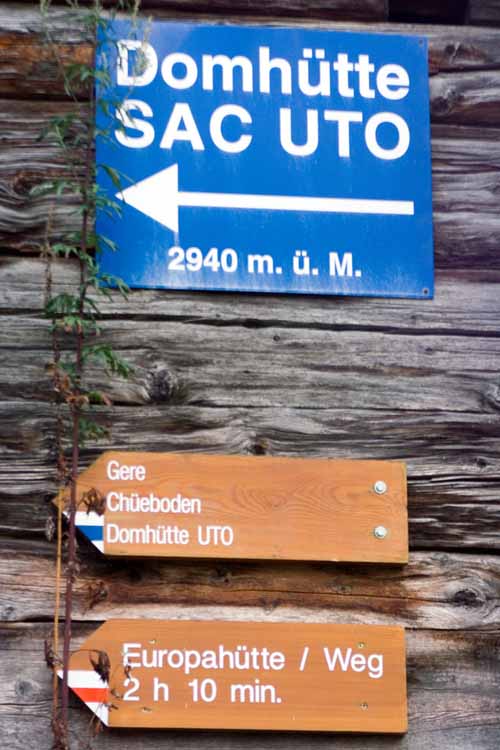 Domhütte
SAC UTO
2940 m. ü. M.
Gere
Chüeboden
Domhütte UTO
Europahütte / Weg
2 h 10 min.